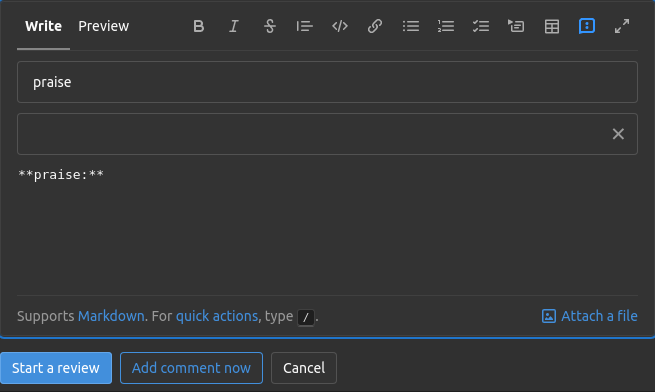 Write Preview
praise
**praise:**
Supports Markdown. For quick actions, type /. Attach a file
Start a review Add comment now Cancel